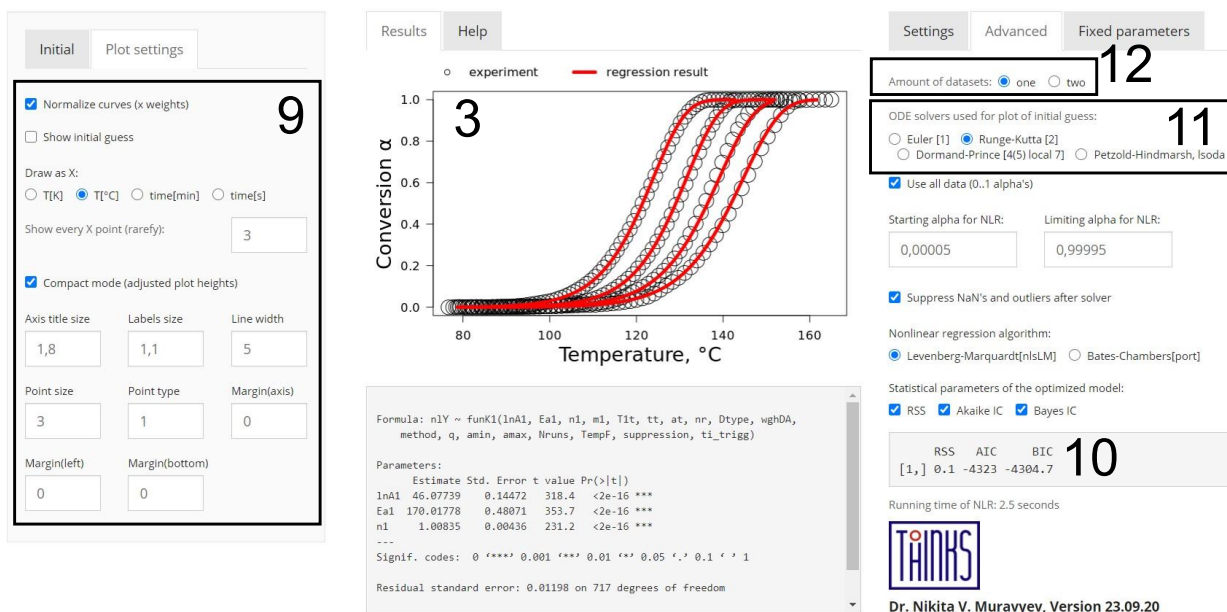 Initial
Plot settings
9
Normalize curves (x weights)
Show initial guess
Draw as X:
T[K] T[°C] time[min] time[s]
Show every X point (rarefy):
3
Compact mode (adjusted plot heights)
Axis title size Labels size Line width
1,8 1,1 5
Point size Point type Margin(axis)
3 1 0
Margin(left) Margin(bottom)
0 0
Results
Help
experiment regression result
3
Conversion α
1.0
0.8
0.6
0.4
0.2
0.0
80 100 120 140 160
Temperature, °C
Formula: nlY ~ funK1(lnA1, Ea1, n1, m1, T1t, tt, at, nr, Dtype, wghDA,
method, q, amin, amax, Nruns, TempF, suppression, ti_trigg)
Parameters:
Estimate Std. Error t value Pr(>|t|)
lnA1 46.07739 0.14472 318.4 <2e-16 ***
Ea1 170.01778 0.48071 353.7 <2e-16 ***
n1 1.00835 0.00436 231.2 <2e-16 ***
---
Signif. codes: 0 ‘***’ 0.001 ‘**’ 0.01 ‘*’ 0.05 ‘.’ 0.1 ‘ ’ 1
Residual standard error: 0.01198 on 717 degrees of freedom
Settings
Advanced
Fixed parameters
12
Amount of datasets: one two
ODE solvers used for plot of initial guess:
11
Euler [1] Runge-Kutta [2]
Dormand-Prince [4(5) local 7] Petzold-Hindmarsh, lsoda
Use all data (0..1 alpha's)
Starting alpha for NLR: Limiting alpha for NLR:
0,00005 0,99995
Suppress NaN's and outliers after solver
Nonlinear regression algorithm:
Levenberg-Marquardt[nlsLM] Bates-Chambers[port]
Statistical parameters of the optimized model:
RSS Akaike IC Bayes IC
RSS AIC BIC
[1,] 0.1 -4323 -4304.7
10
Running time of NLR: 2.5 seconds
THINKS
Dr. Nikita V. Muravyev, Version 23.09.20